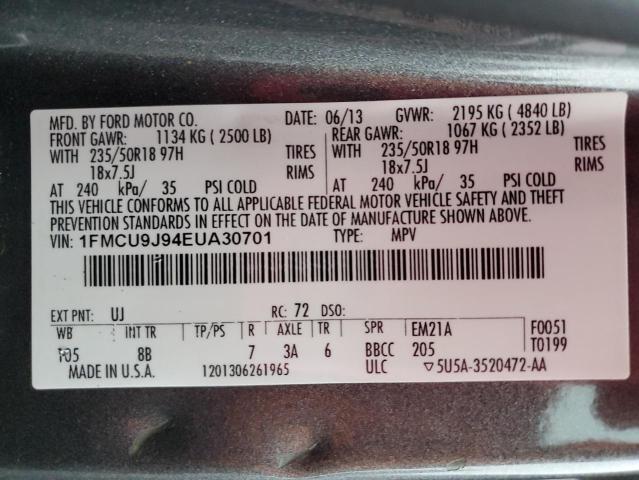 MFD. BY FORD MOTOR CO. DATE: 06/13 GVWR: 2195 KG ( 4840 LB)
FRONT GAWR: 1134 KG ( 2500 LB) REAR GAWR: 1067 KG ( 2352 LB)
WITH 235/50R18 97H TIRES WITH 235/50R18 97H TIRES
18x7.5J RIMS 18x7.5J RIMS
AT 240 kPa/ 35 PSI COLD AT 240 kPa/ 35 PSI COLD
THIS VEHICLE CONFORMS TO ALL APPLICABLE FEDERAL MOTOR VEHICLE SAFETY AND THEFT
PREVENTION STANDARDS IN EFFECT ON THE DATE OF MANUFACTURE SHOWN ABOVE.
VIN: 1FMCU9J94EUA30701 TYPE: MPV
EXT PNT: UJ RC: 72 DSO:
WB INT TR TP/PS R AXLE TR SPR EM21A F0051
105 8B 7 3A 6 BBCC 205 T0199
MADE IN U.S.A. 1201306261965 ULC ▽5U5A-3520472-AA